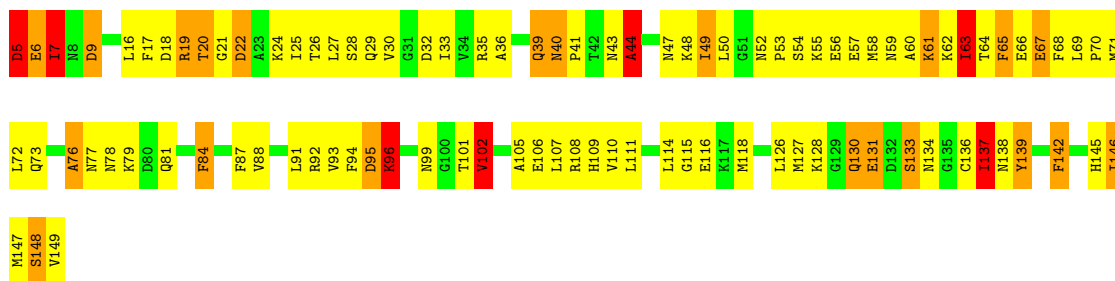 D5 E6 I7 N8 D9 L16 F17 D18 R19 T20 G21 D22 A23 K24 I25 T26 L27 S28 Q29 V30 G31 D32 I33 V34 R35 A36 Q39 N40 P41 T42 N43 A44 N47 K48 I49 L50 G51 N52 P53 S54 K55 E56 E57 M58 N59 A60 K61 K62 I63 T64 F65 E66 E67 F68 L69 P70 M71
L72 Q73 A76 N77 N78 K79 D80 Q81 F84 F87 V88 L91 R92 V93 F94 D95 K96 N99 G100 T101 V102 A105 E106 L107 R108 H109 V110 L111 L114 G115 E116 K117 M118 L126 M127 K128 G129 Q130 E131 D132 S133 N134 G135 C136 I137 N138 Y139 F142 H145 I146
M147 S148 V149